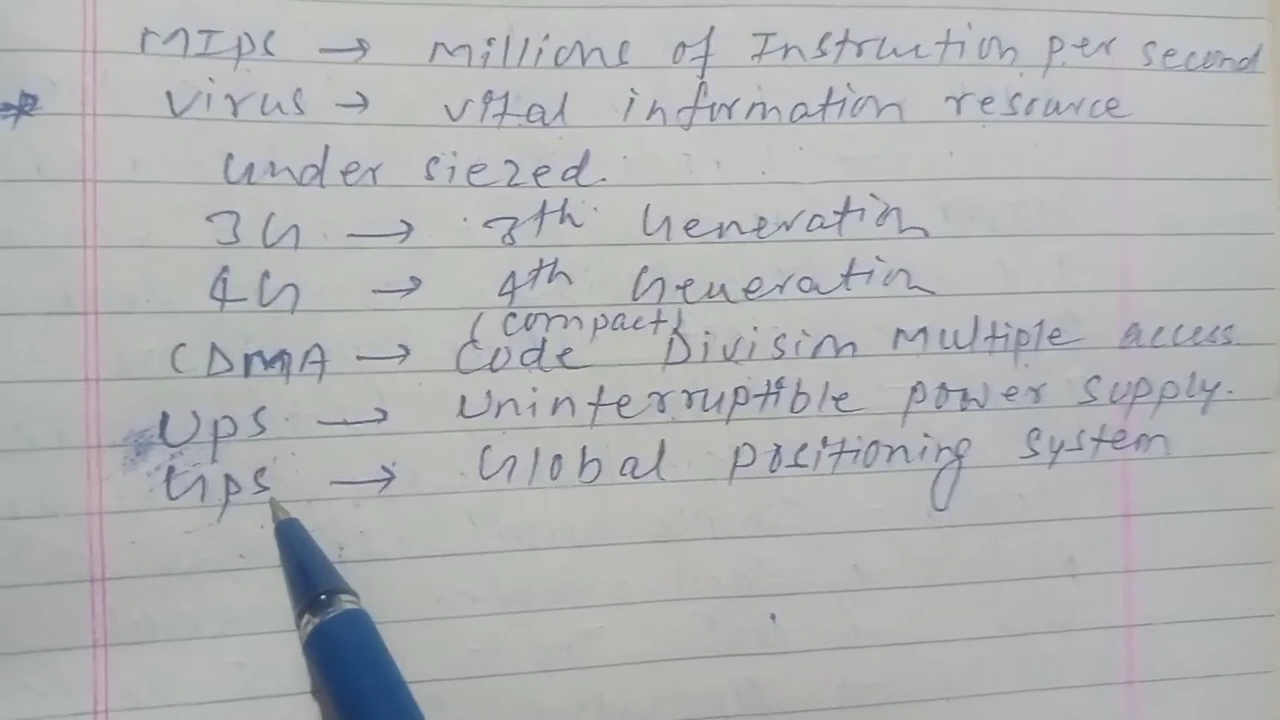 MIPS → Millions of Instruction per second
Virus → Vital information resource
under siezed.
3G → 3th Generation
4G → 4th Generation
(compact)
CDMA → Code Division Multiple access.
UPS → Uninterruptible power supply.
GPS → Global positioning system